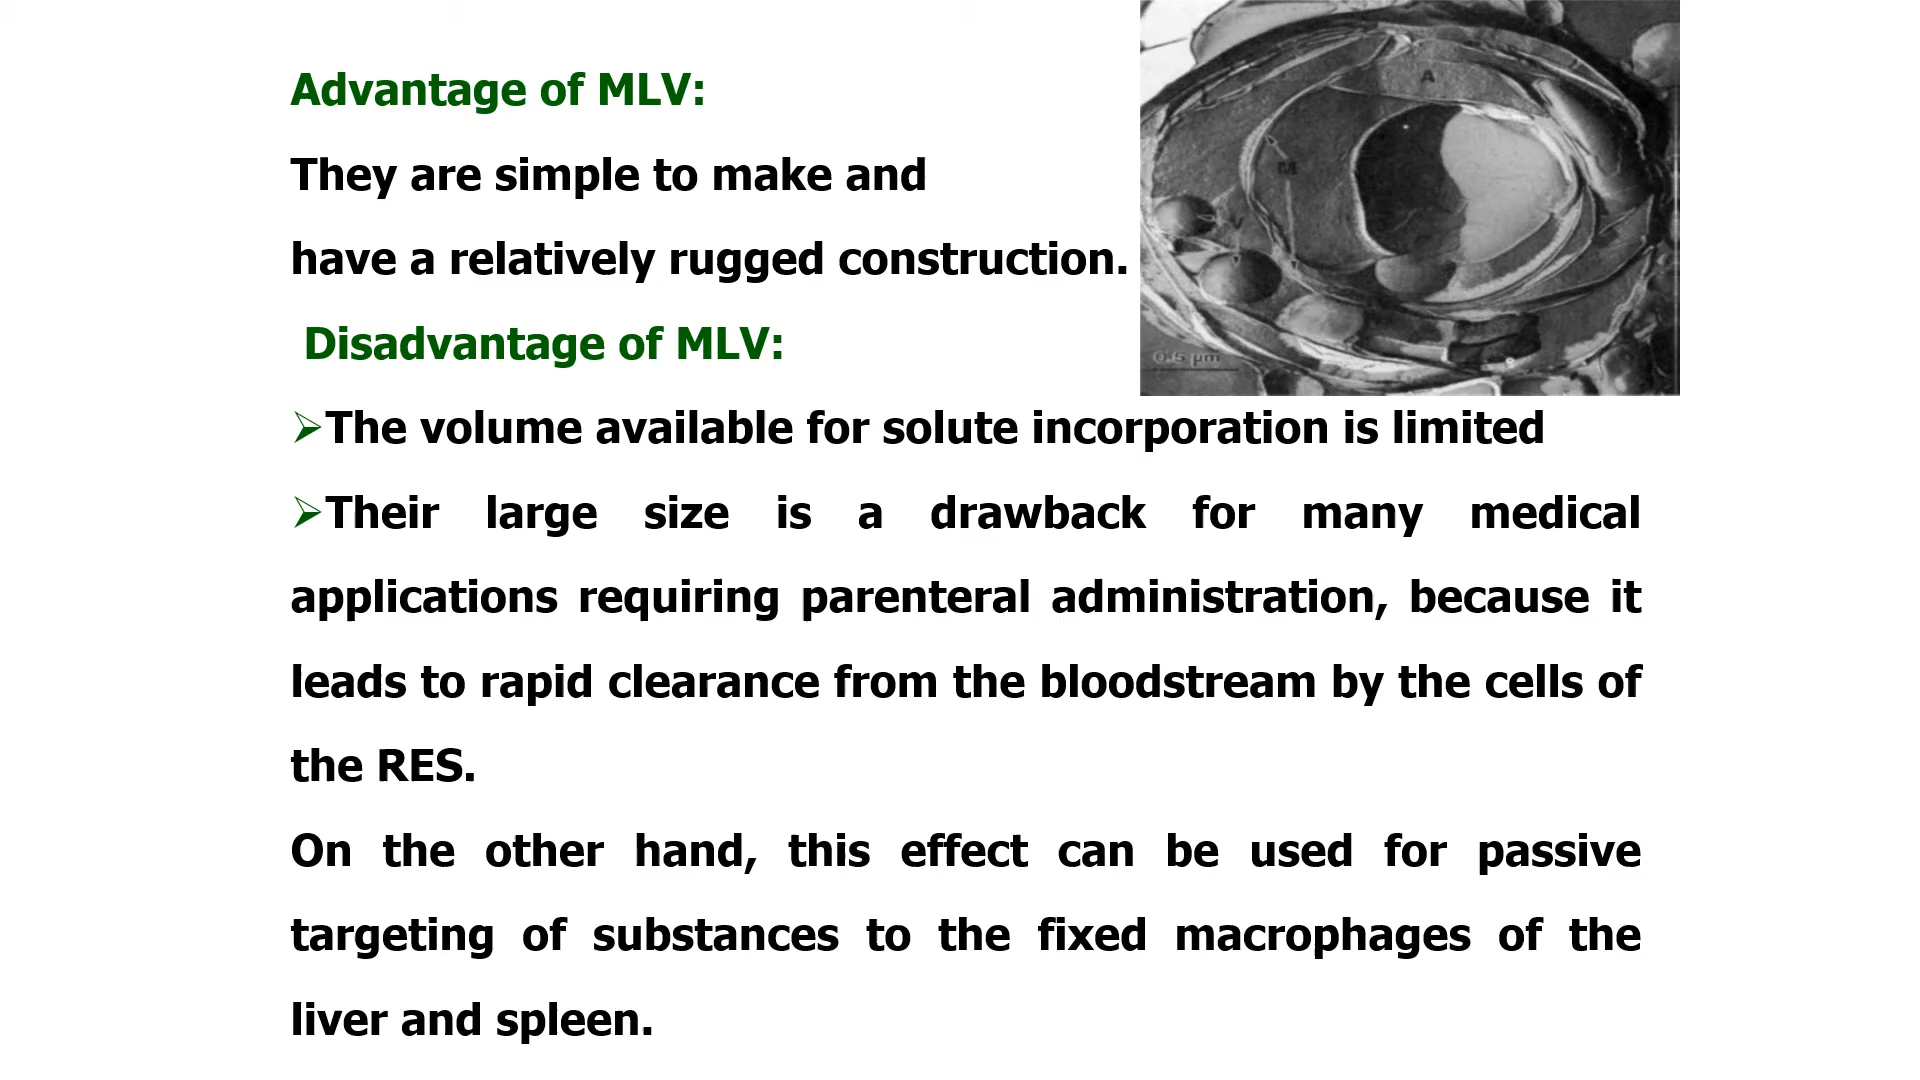 Advantage of MLV:
They are simple to make and
have a relatively rugged construction.
Disadvantage of MLV:
➢The volume available for solute incorporation is limited
➢Their large size is a drawback for many medical
applications requiring parenteral administration, because it
leads to rapid clearance from the bloodstream by the cells of
the RES.
On the other hand, this effect can be used for passive
targeting of substances to the fixed macrophages of the
liver and spleen.
A
M
V
0.5 µm